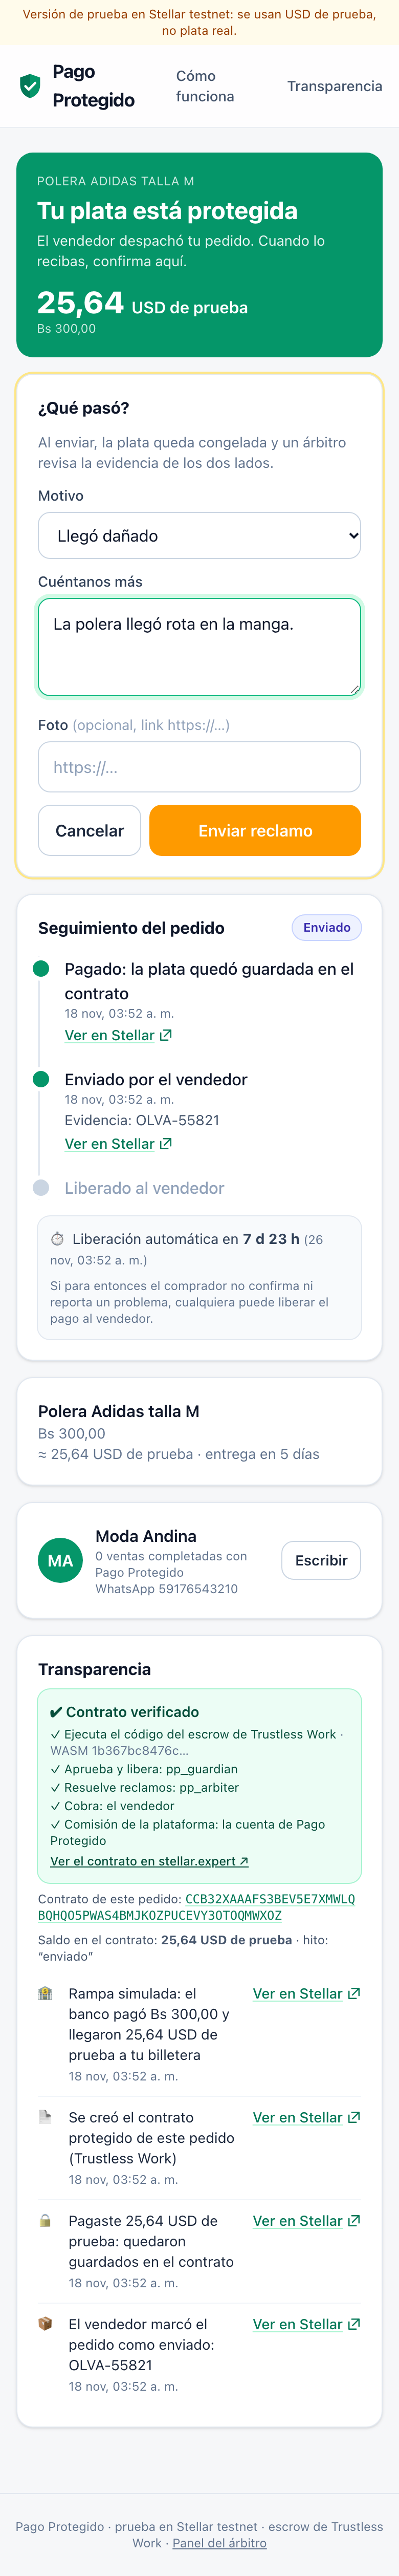 Versión de prueba en Stellar testnet: se usan USD de prueba,
no plata real.
Pago
Protegido
Cómo
funciona
Transparencia
POLERA ADIDAS TALLA M
Tu plata está protegida
El vendedor despachó tu pedido. Cuando lo
recibas, confirma aquí.
25,64 USD de prueba
Bs 300,00
¿Qué pasó?
Al enviar, la plata queda congelada y un árbitro
revisa la evidencia de los dos lados.
Motivo
Llegó dañado
Cuéntanos más
La polera llegó rota en la manga.
Foto (opcional, link https://...)
https://...
Cancelar
Enviar reclamo
Seguimiento del pedido
Enviado
Pagado: la plata quedó guardada en el
contrato
18 nov, 03:52 a. m.
Ver en Stellar
Enviado por el vendedor
18 nov, 03:52 a. m.
Evidencia: OLVA-55821
Ver en Stellar
Liberado al vendedor
⏱ Liberación automática en 7 d 23 h (26
nov, 03:52 a. m.)
Si para entonces el comprador no confirma ni
reporta un problema, cualquiera puede liberar el
pago al vendedor.
Polera Adidas talla M
Bs 300,00
≈ 25,64 USD de prueba · entrega en 5 días
MA
Moda Andina
0 ventas completadas con
Pago Protegido
WhatsApp 59176543210
Escribir
Transparencia
✔ Contrato verificado
✓ Ejecuta el código del escrow de Trustless Work ·
WASM 1b367bc8476c...
✓ Aprueba y libera: pp_guardian
✓ Resuelve reclamos: pp_arbiter
✓ Cobra: el vendedor
✓ Comisión de la plataforma: la cuenta de Pago
Protegido
Ver el contrato en stellar.expert ↗
Contrato de este pedido: CCB32XAAAFS3BEV5E7XMWLQ
BQHQO5PWAS4BMJKOZPUCEVY3OTOQMWXOZ
Saldo en el contrato: 25,64 USD de prueba · hito:
“enviado”
Rampa simulada: el
banco pagó Bs 300,00 y
llegaron 25,64 USD de
prueba a tu billetera
18 nov, 03:52 a. m.
Ver en Stellar
Se creó el contrato
protegido de este pedido
(Trustless Work)
18 nov, 03:52 a. m.
Ver en Stellar
Pagaste 25,64 USD de
prueba: quedaron
guardados en el contrato
18 nov, 03:52 a. m.
Ver en Stellar
El vendedor marcó el
pedido como enviado:
OLVA-55821
18 nov, 03:52 a. m.
Ver en Stellar
Pago Protegido · prueba en Stellar testnet · escrow de Trustless
Work · Panel del árbitro